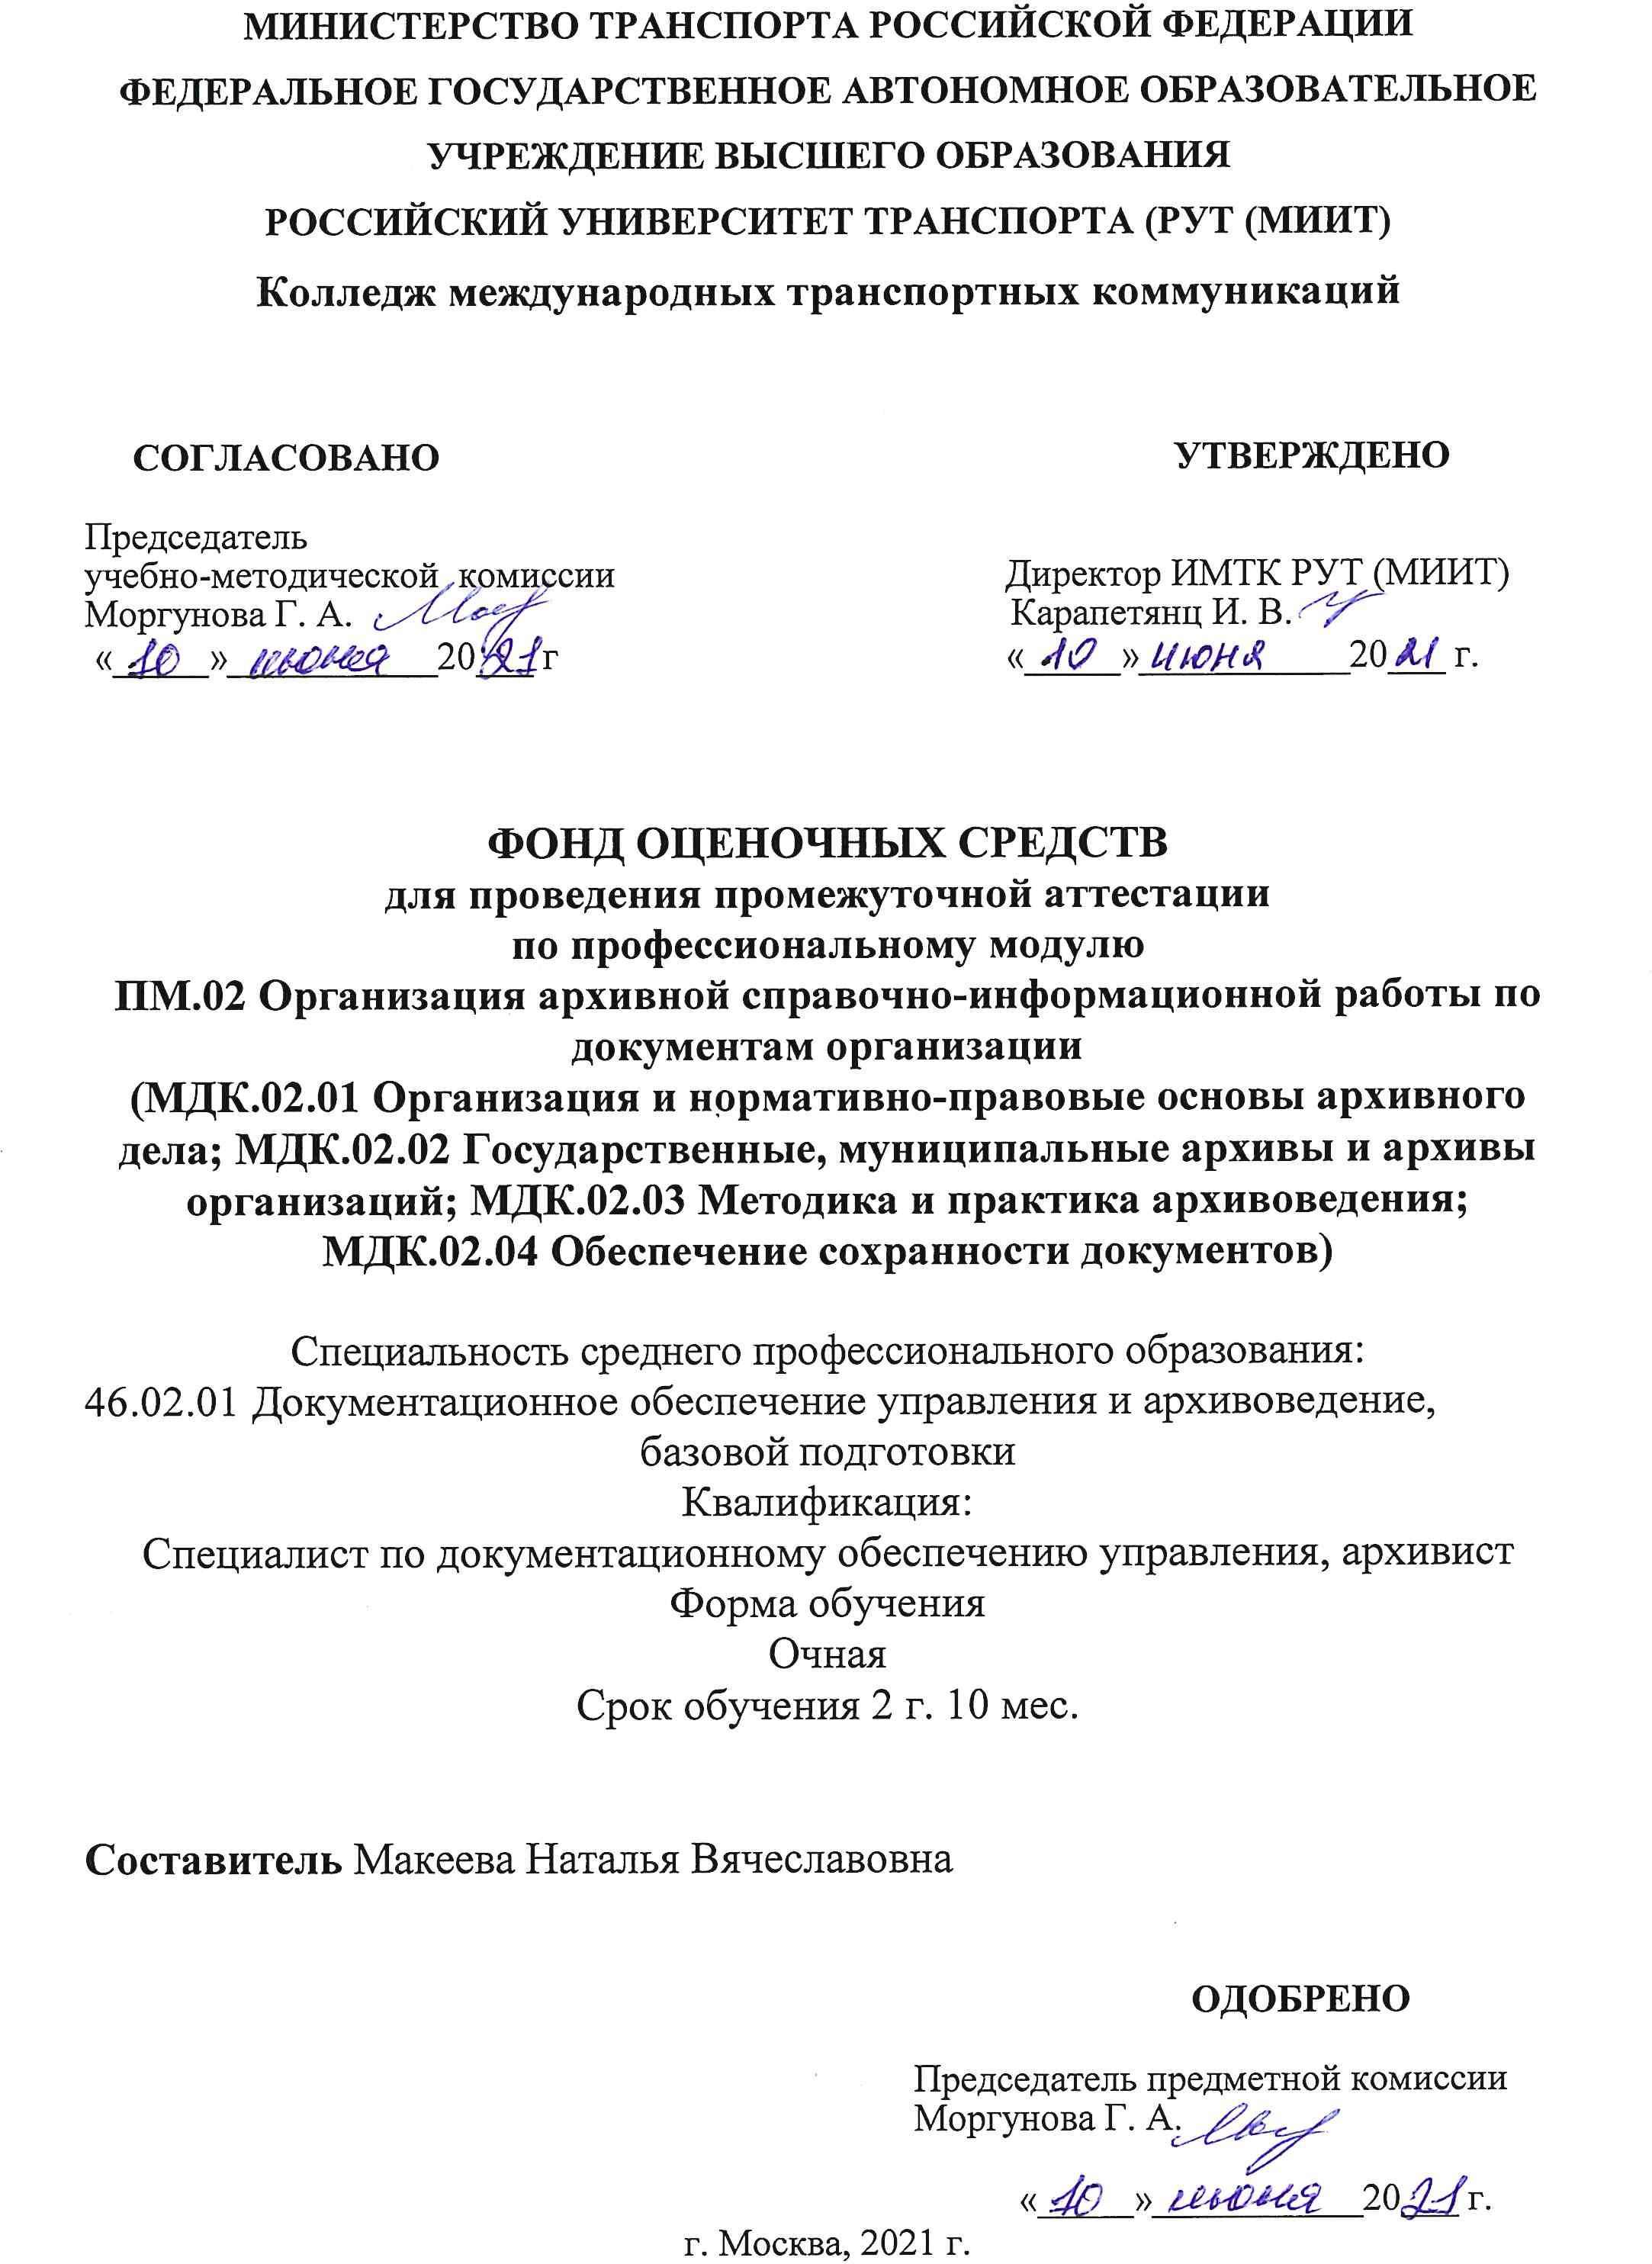 МИНИСТЕРСТВО ТРАНСПОРТА РОССИЙСКОЙ ФЕДЕРАЦИИ
ФЕДЕРАЛЬНОЕ ГОСУДАРСТВЕННОЕ АВТОНОМНОЕ ОБРАЗОВАТЕЛЬНОЕ
УЧРЕЖДЕНИЕ ВЫСШЕГО ОБРАЗОВАНИЯ
РОССИЙСКИЙ УНИВЕРСИТЕТ ТРАНСПОРТА (РУТ (МИИТ)
Колледж международных транспортных коммуникаций
СОГЛАСОВАНО
Председатель
учебно-методической комиссии
Моргунова Г. А.
«10» июня 2021 г
УТВЕРЖДЕНО
Директор ИМТК РУТ (МИИТ)
Карапетянц И. В.
«10» июня 2021 г.
ФОНД ОЦЕНОЧНЫХ СРЕДСТВ
для проведения промежуточной аттестации
по профессиональному модулю
ПМ.02 Организация архивной справочно-информационной работы по
документам организации
(МДК.02.01 Организация и нормативно-правовые основы архивного
дела; МДК.02.02 Государственные, муниципальные архивы и архивы
организаций; МДК.02.03 Методика и практика архивоведения;
МДК.02.04 Обеспечение сохранности документов)
Специальность среднего профессионального образования:
46.02.01 Документационное обеспечение управления и архивоведение,
базовой подготовки
Квалификация:
Специалист по документационному обеспечению управления, архивист
Форма обучения
Очная
Срок обучения 2 г. 10 мес.
Составитель Макеева Наталья Вячеславовна
ОДОБРЕНО
Председатель предметной комиссии
Моргунова Г. А.
«10» июня 2021 г.
г. Москва, 2021 г.